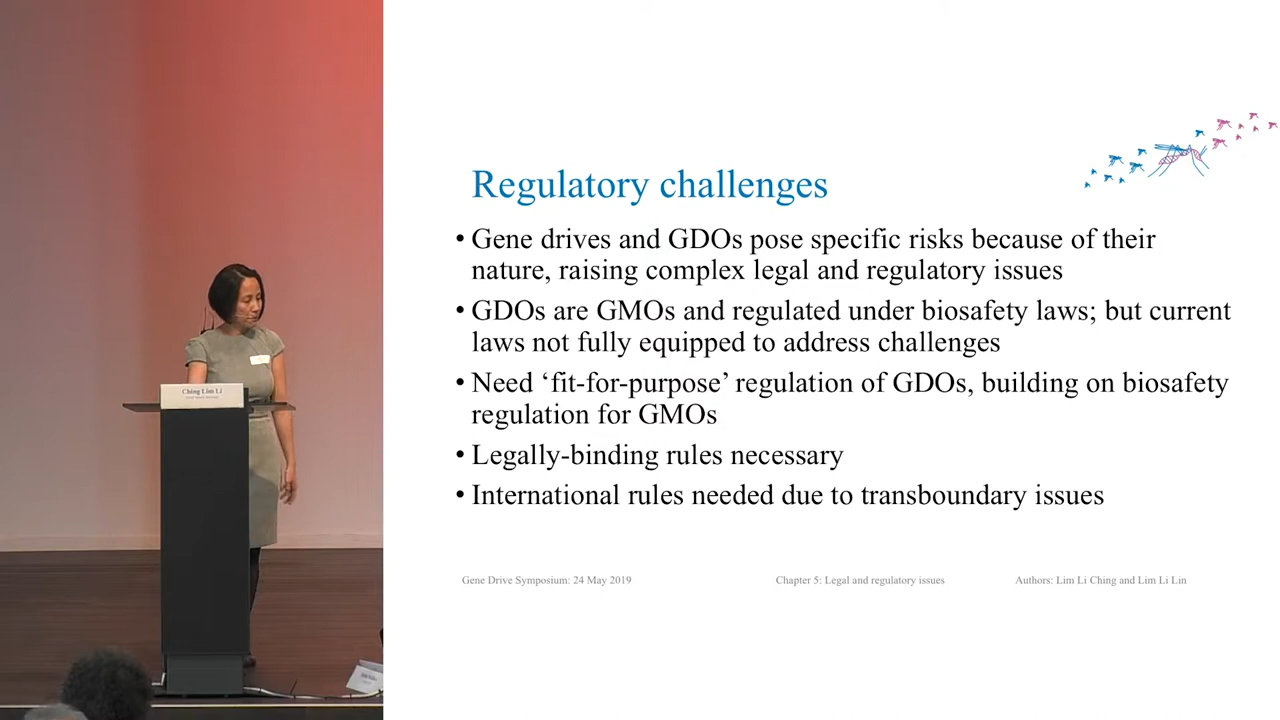 Ching Lim Li
Regulatory challenges
• Gene drives and GDOs pose specific risks because of their
nature, raising complex legal and regulatory issues
• GDOs are GMOs and regulated under biosafety laws; but current
laws not fully equipped to address challenges
• Need ‘fit-for-purpose’ regulation of GDOs, building on biosafety
regulation for GMOs
• Legally-binding rules necessary
• International rules needed due to transboundary issues
Gene Drive Symposium: 24 May 2019
Chapter 5: Legal and regulatory issues
Authors: Lim Li Ching and Lim Li Lin